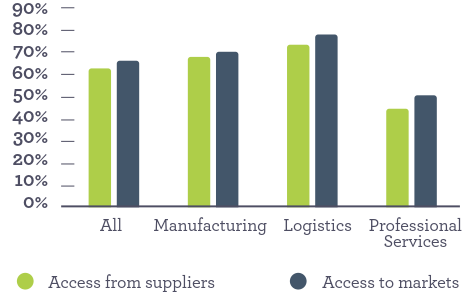 90%
80%
70%
60%
50%
40%
30%
20%
10%
0%
All
Manufacturing
Logistics
Professional
Services
Access from suppliers
Access to markets